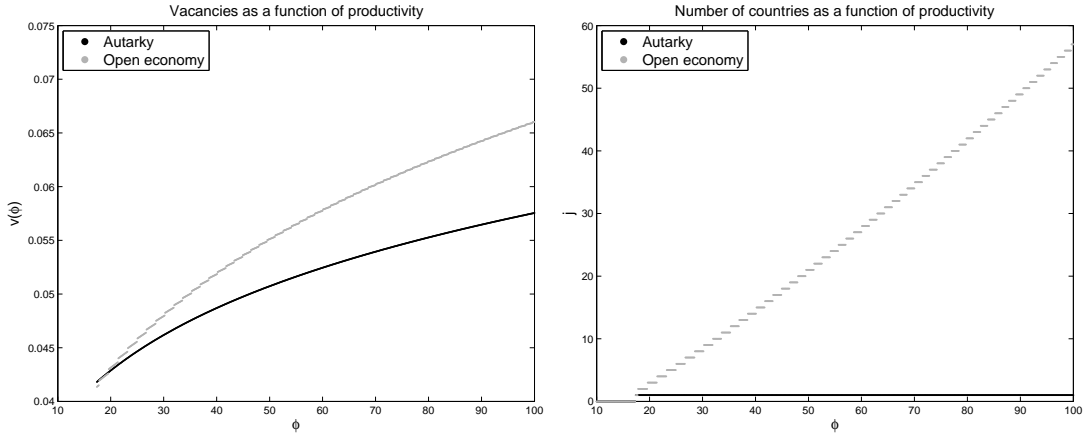 Vacancies as a function of productivity
Autarky
Open economy
0.075
0.07
0.065
0.06
0.055
0.05
0.045
0.04
v(ϕ)
10 20 30 40 50 60 70 80 90 100
ϕ
Number of countries as a function of productivity
Autarky
Open economy
60
50
40
30
20
10
0
j
10 20 30 40 50 60 70 80 90 100
ϕ